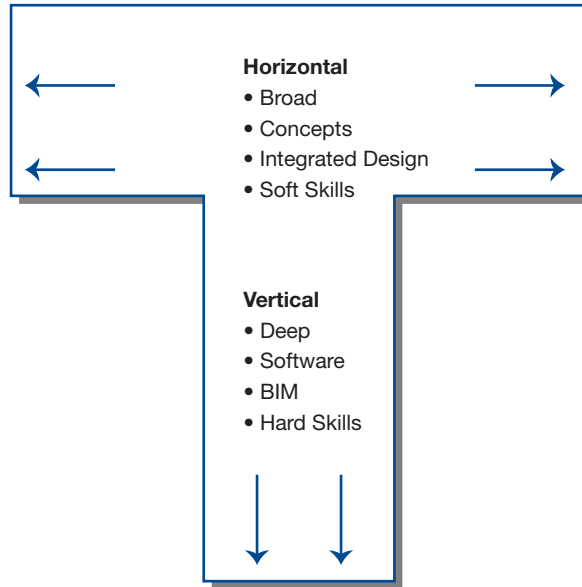 Horizontal
• Broad
• Concepts
• Integrated Design
• Soft Skills
Vertical
• Deep
• Software
• BIM
• Hard Skills